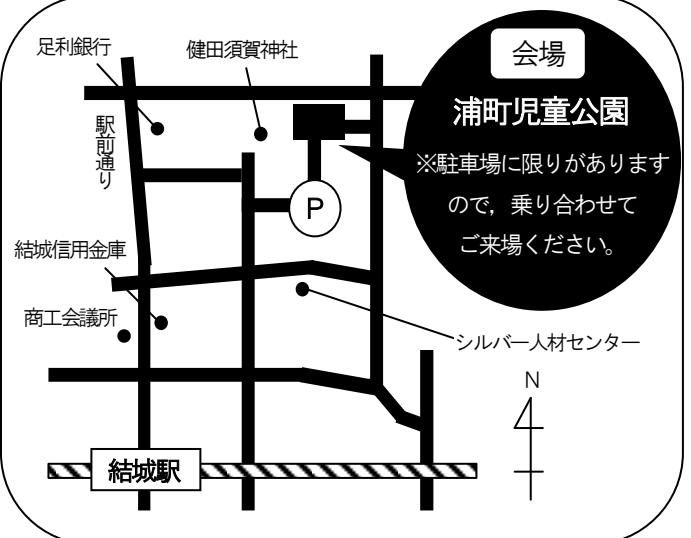 足利銀行
健田須賀神社
会場
浦町児童公園
※駐車場に限りがあります
ので，乗り合わせて
ご来場ください。
駅前通り
P
結城信用金庫
商工会議所
シルバー人材センター
N
結城駅